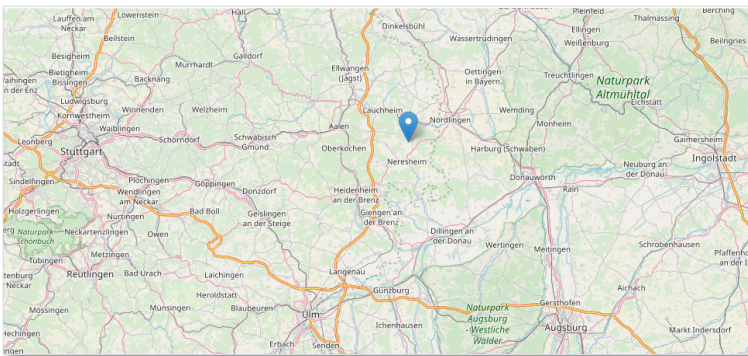 Lauffen am
Neckar
Löwenstein
Hall
Dinkelsbühl
Pleinfeld
Thalmässing
Berching
Beilstein
Wassertrüdingen
Ellingen
Weißenburg
Beilngries
Besigheim
Gaildorf
Murrhardt
Bietigheim-
Bissingen
Backnang
Ellwangen
(Jagst)
Oettingen
in Bayern
Treuchtlingen
Naturpark
Altmühltal
Eichstätt
Ludwigsburg
Kornwestheim
Winnenden
Welzheim
Lauchheim
Nördlingen
Wemding
Monheim
Waiblingen
Aalen
Leonberg
Stuttgart
Schorndorf
Schwäbisch
Gmünd
Oberkochen
Neresheim
Harburg (Schwaben)
Gaimersheim
Ingolstadt
Neuburg an
der Donau
Sindelfingen
Plochingen
Göppingen
Donzdorf
Heidenheim
an der Brenz
Donauwörth
Rain
Wendlingen
am Neckar
Holzgerlingen
Nürtingen
Bad Boll
Geislingen
an der Steige
Giengen an
der Brenz
Naturpark
Schönbuch
Neckartenzlingen
Owen
Dillingen an
der Donau
Wertingen
Meitingen
Schrobenhausen
Metzingen
Tübingen
Reutlingen
Bad Urach
Laichingen
Langenau
Heroldstatt
Günzburg
Aichach
Mössingen
Münsingen
Blaubeuren
Ulm
Ichenhausen
Naturpark
Augsburg
- Westliche
Wälder
Gersthofen
Augsburg
Markt Indersdorf
Hechingen
Erbach
Senden